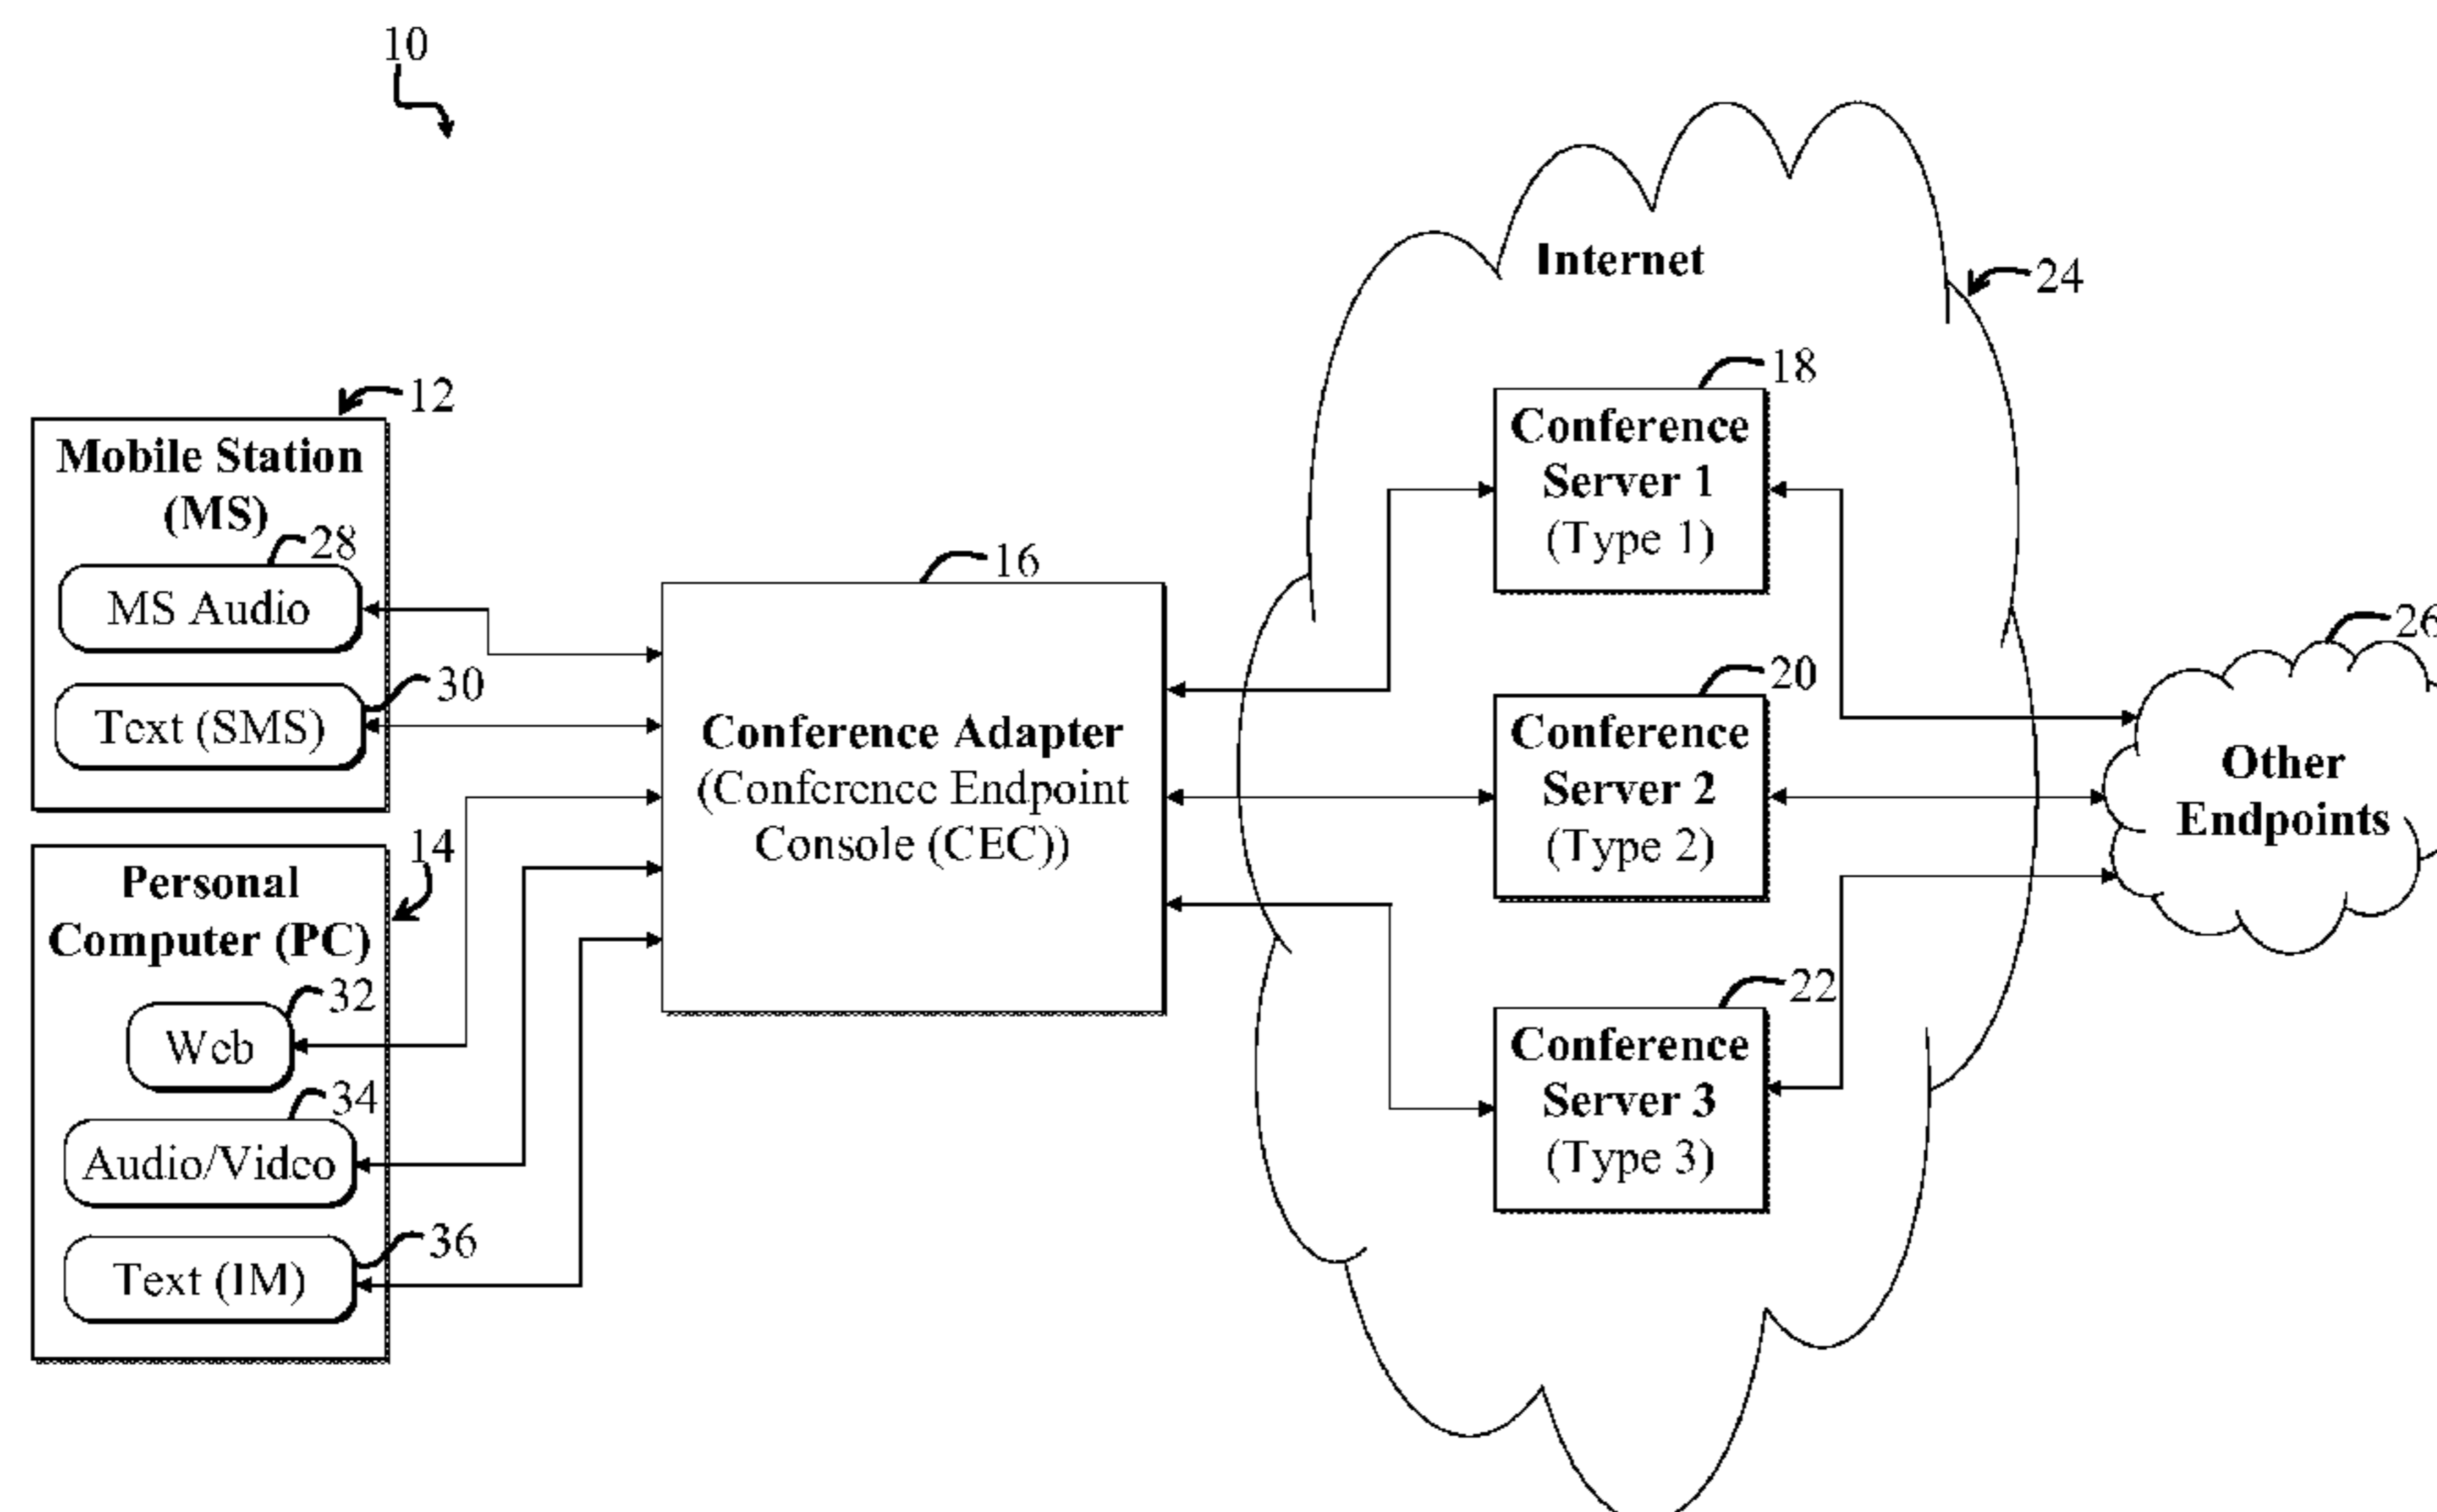 10
Internet
24
12
Mobile Station
(MS)
28
MS Audio
30
Text (SMS)
14
Personal
Computer (PC)
32
Web
34
Audio/Video
36
Text (IM)
16
Conference Adapter
(Conference Endpoint
Console (CEC))
18
Conference
Server 1
(Type 1)
20
Conference
Server 2
(Type 2)
22
Conference
Server 3
(Type 3)
26
Other
Endpoints